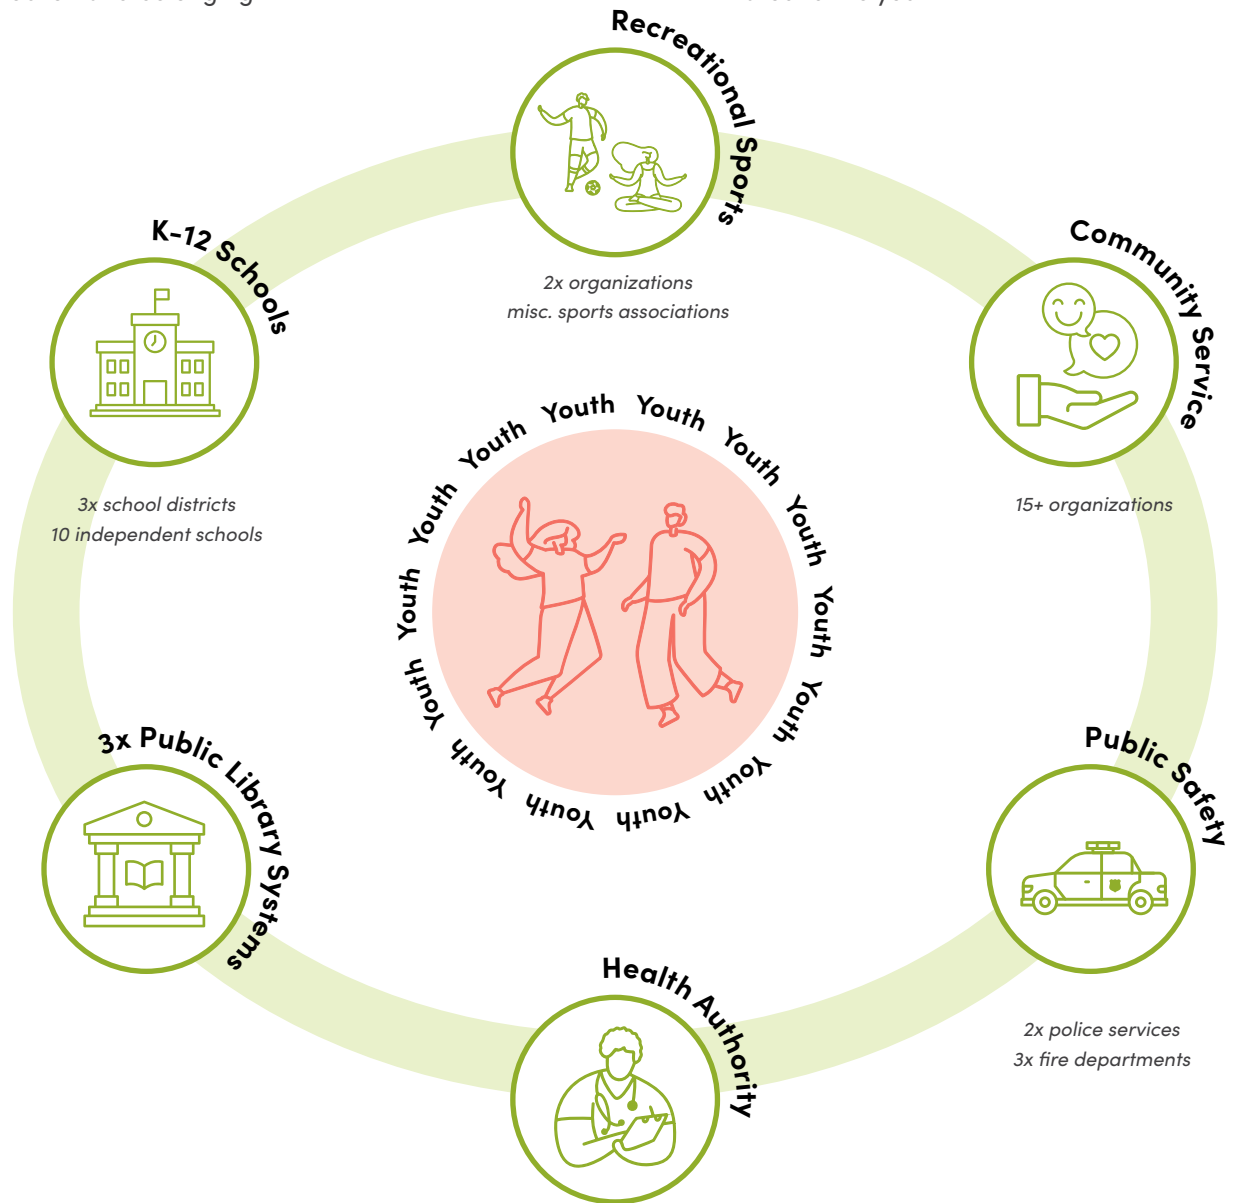 Recreational Sports
2x organizations
misc. sports associations
K-12 Schools
3x school districts
10 independent schools
Community Service
15+ organizations
Youth Youth Youth Youth Youth Youth Youth Youth Youth Youth Youth Youth Youth Youth
3x Public Library Systems
Public Safety
2x police services
3x fire departments
Health Authority